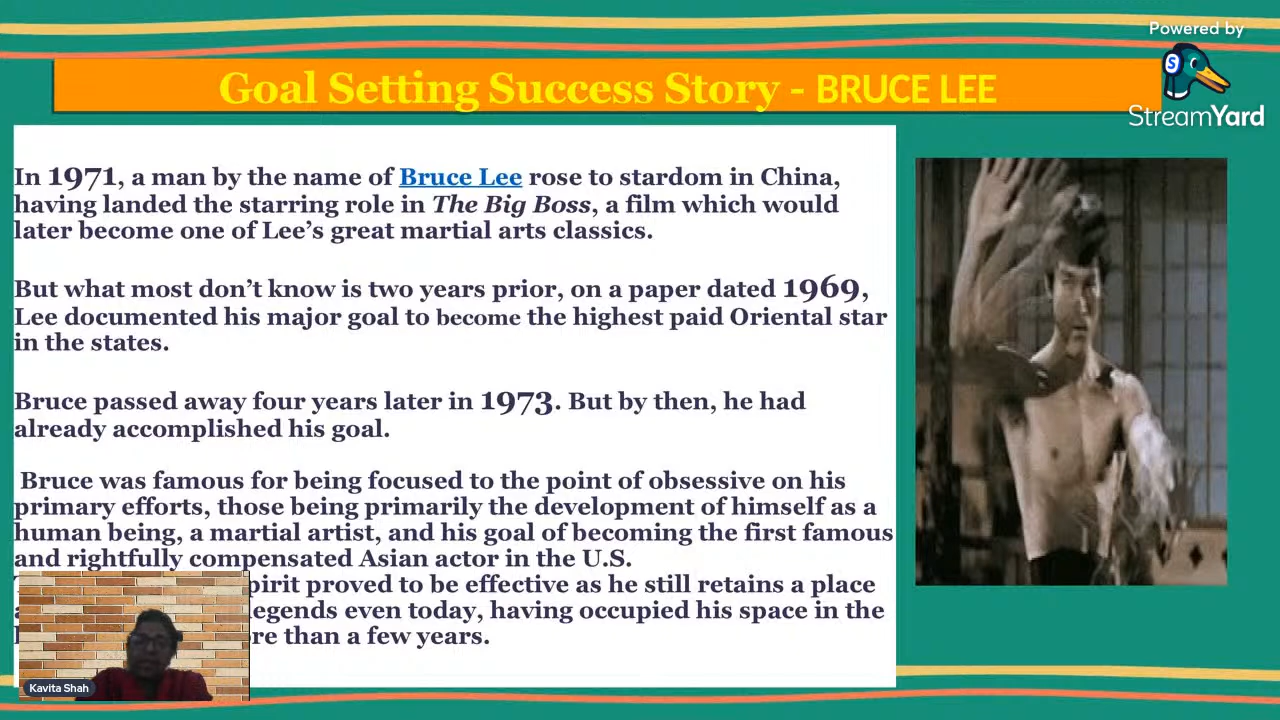 Powered by
StreamYard
Goal Setting Success Story - BRUCE LEE
In 1971, a man by the name of Bruce Lee rose to stardom in China,
having landed the starring role in The Big Boss, a film which would
later become one of Lee’s great martial arts classics.
But what most don’t know is two years prior, on a paper dated 1969,
Lee documented his major goal to become the highest paid Oriental star
in the states.
Bruce passed away four years later in 1973. But by then, he had
already accomplished his goal.
Bruce was famous for being focused to the point of obsessive on his
primary efforts, those being primarily the development of himself as a
human being, a martial artist, and his goal of becoming the first famous
and rightfully compensated Asian actor in the U.S.
proved to be effective as he still retains a place
even today, having occupied his space in the
than a few years.
Kavita Shah